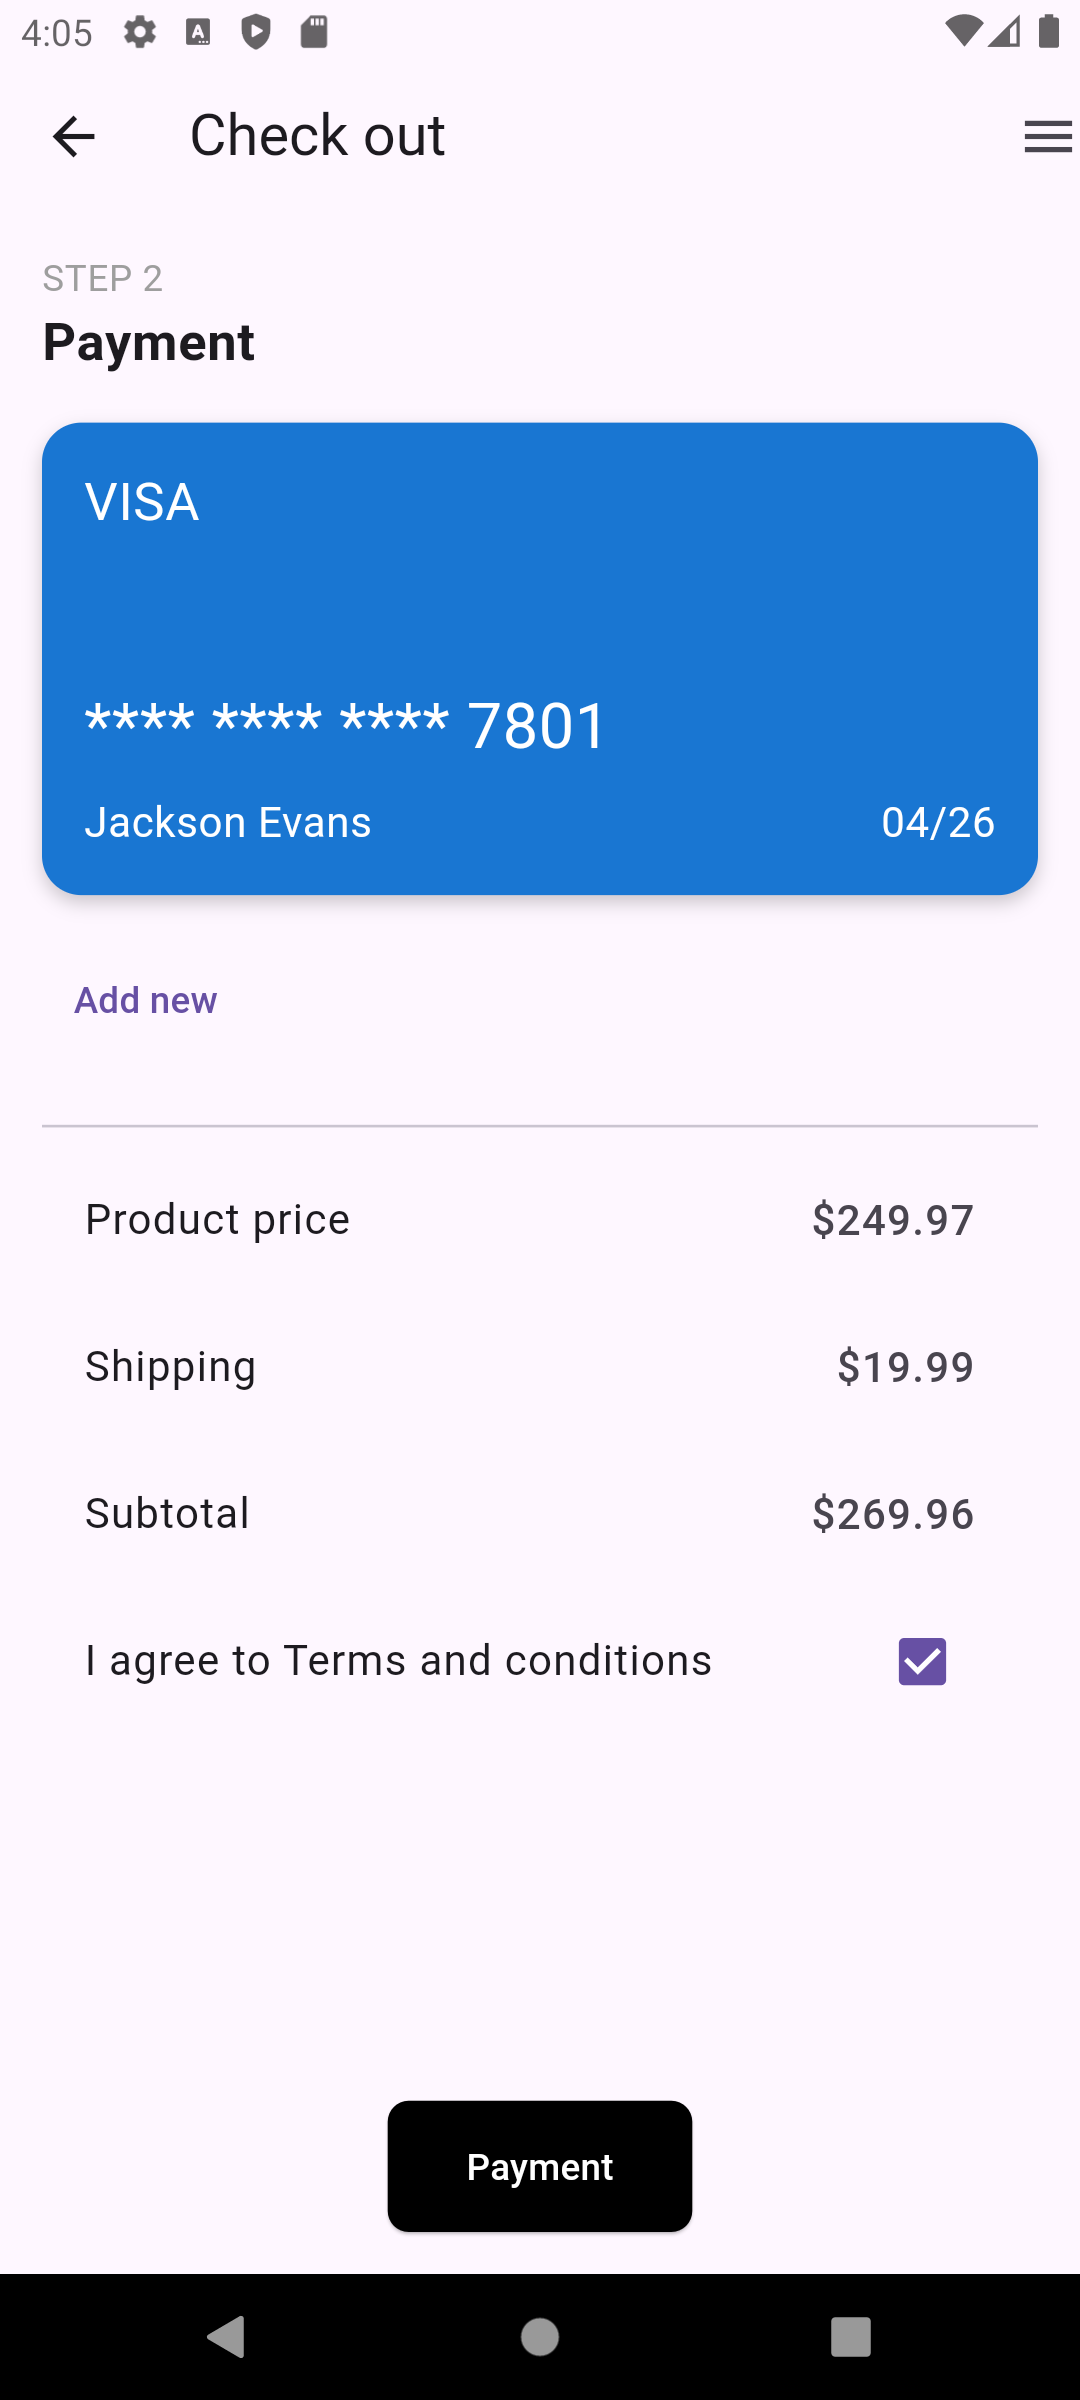 4:05
Check out
STEP 2
Payment
VISA
**** **** **** 7801
Jackson Evans 04/26
Add new
Product price $249.97
Shipping $19.99
Subtotal $269.96
I agree to Terms and conditions
Payment